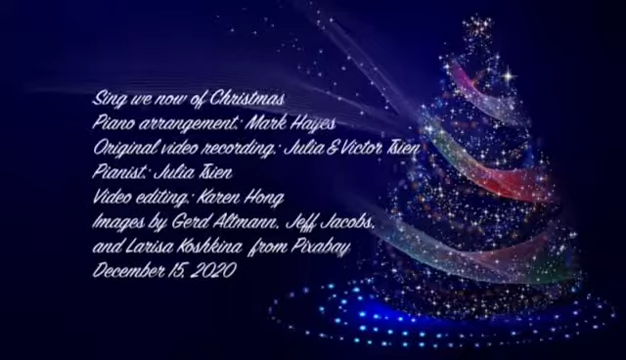 Sing we now of Christmas
Piano arrangement: Mark Hayes
Original video recording: Julia & Victor Tsien
Pianist: Julia Tsien
Video editing: Karen Hong
Images by Gerd Altmann, Jeff Jacobs,
and Larisa Koshkina from Pixabay
December 15, 2020